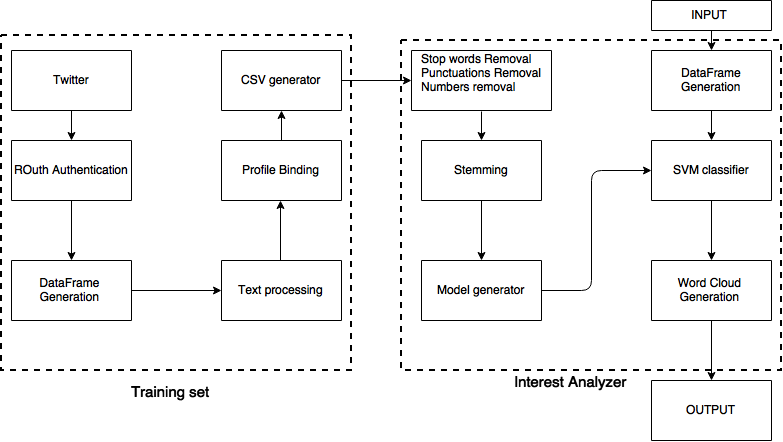 INPUT
Twitter
CSV generator
Stop words Removal
Punctuations Removal
Numbers removal
DataFrame
Generation
ROuth Authentication
Profile Binding
Stemming
SVM classifier
DataFrame
Generation
Text processing
Model generator
Word Cloud
Generation
Training set
Interest Analyzer
OUTPUT